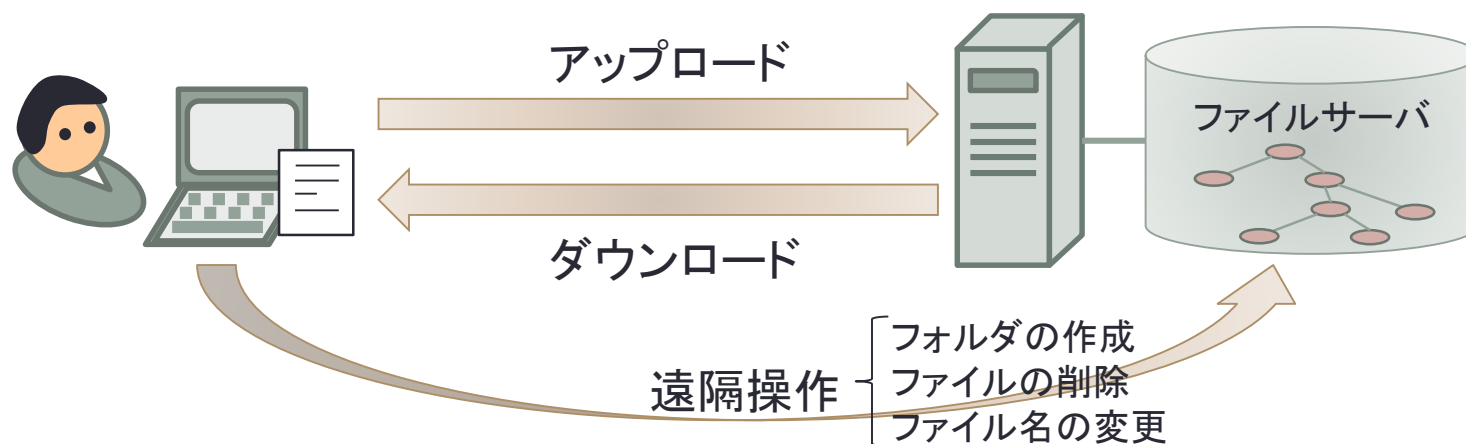 アップロード
ファイルサーバ
ダウンロード
遠隔操作
フォルダの作成
ファイルの削除
ファイル名の変更